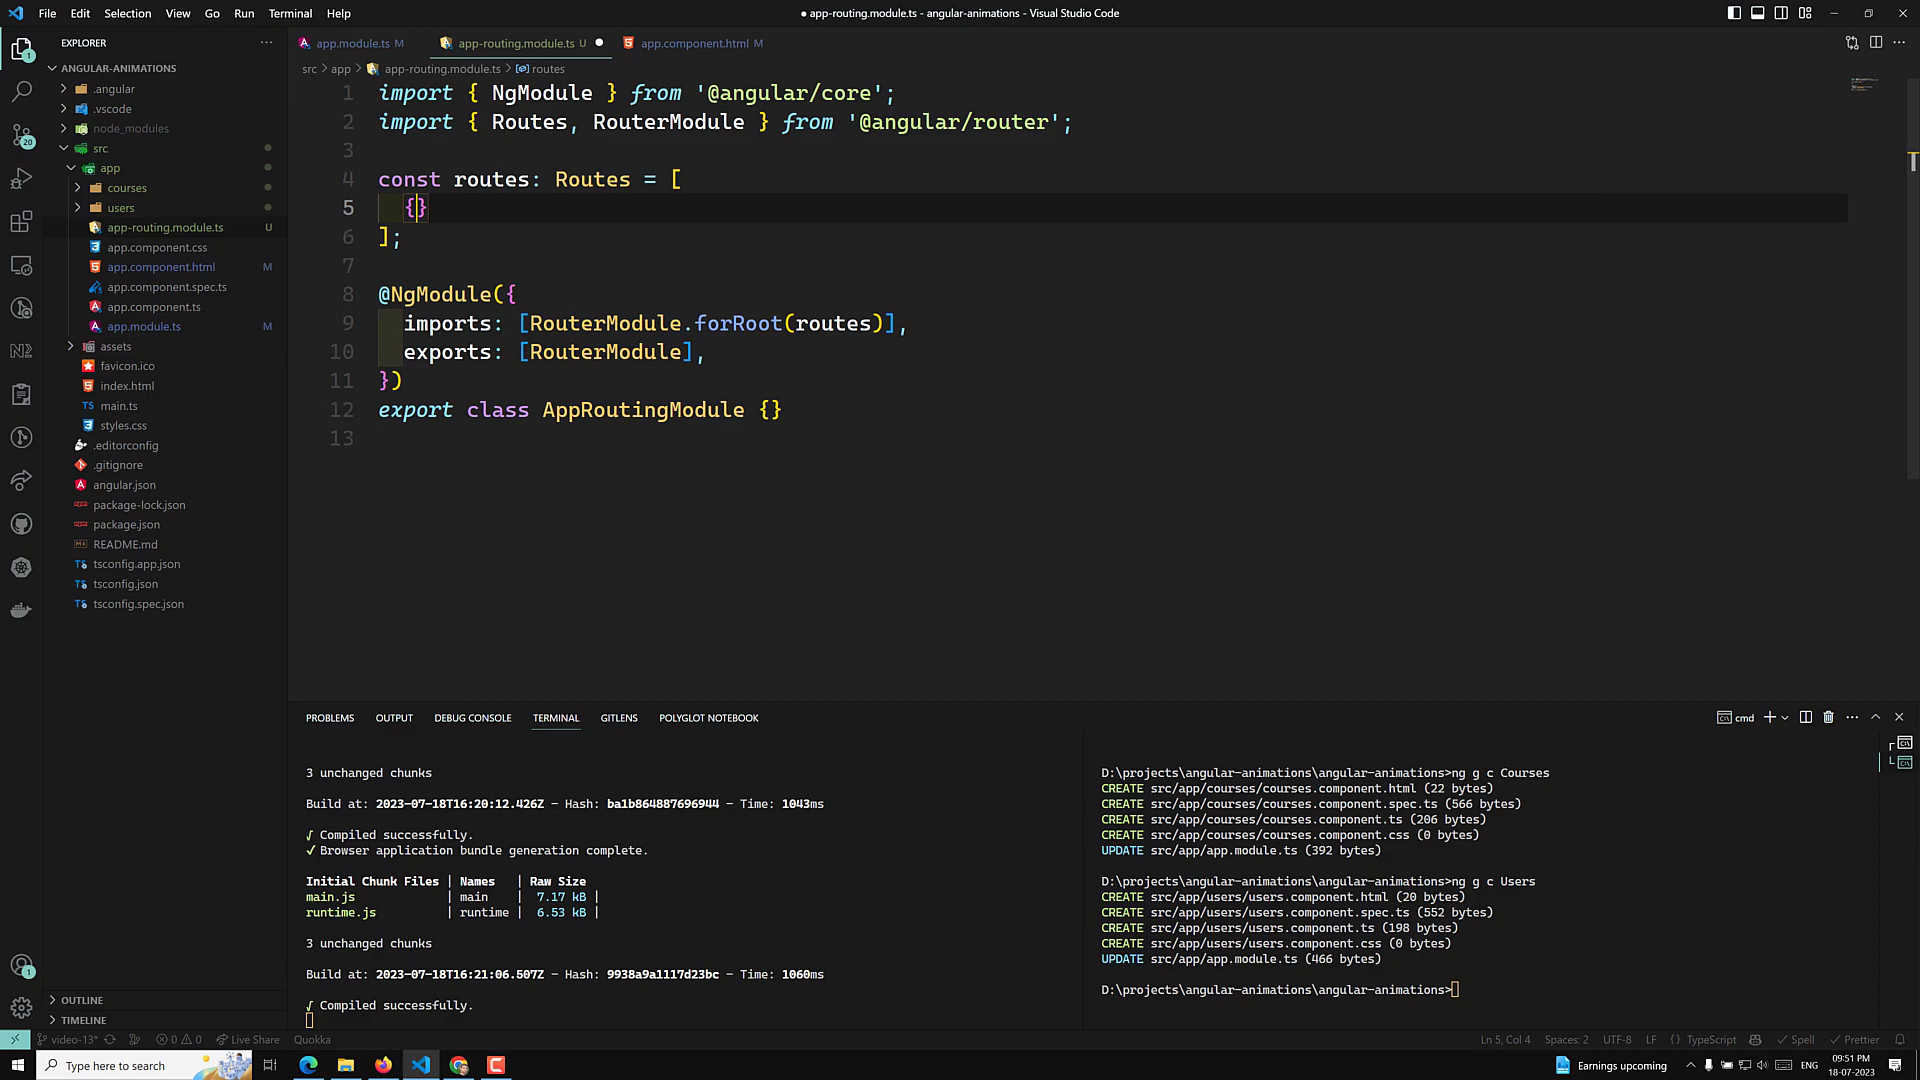 File Edit Selection View Go Run Terminal Help
● app-routing.module.ts - angular-animations - Visual Studio Code
EXPLORER
ANGULAR-ANIMATIONS
.angular
.vscode
node_modules
src
app
courses
users
app-routing.module.ts U
app.component.css
app.component.html M
app.component.spec.ts
app.component.ts
app.module.ts M
assets
favicon.ico
index.html
main.ts
styles.css
.editorconfig
.gitignore
angular.json
package-lock.json
package.json
README.md
tsconfig.app.json
tsconfig.json
tsconfig.spec.json
OUTLINE
TIMELINE
app.module.ts M app-routing.module.ts U app.component.html M
src > app > app-routing.module.ts > routes
1 import { NgModule } from '@angular/core';
2 import { Routes, RouterModule } from '@angular/router';
3
4 const routes: Routes = [
5 {}
6 ];
7
8 @NgModule({
9 imports: [RouterModule.forRoot(routes)],
10 exports: [RouterModule],
11 })
12 export class AppRoutingModule {}
13
PROBLEMS OUTPUT DEBUG CONSOLE TERMINAL GITLENS POLYGLOT NOTEBOOK
cmd
3 unchanged chunks
Build at: 2023-07-18T16:20:12.426Z - Hash: ba1b864887696944 - Time: 1043ms
√ Compiled successfully.
✓ Browser application bundle generation complete.
Initial Chunk Files | Names | Raw Size
main.js | main | 7.17 kB |
runtime.js | runtime | 6.53 kB |
3 unchanged chunks
Build at: 2023-07-18T16:21:06.507Z - Hash: 9938a9a1117d23bc - Time: 1060ms
√ Compiled successfully.
D:\projects\angular-animations\angular-animations>ng g c Courses
CREATE src/app/courses/courses.component.html (22 bytes)
CREATE src/app/courses/courses.component.spec.ts (566 bytes)
CREATE src/app/courses/courses.component.ts (206 bytes)
CREATE src/app/courses/courses.component.css (0 bytes)
UPDATE src/app/app.module.ts (392 bytes)
D:\projects\angular-animations\angular-animations>ng g c Users
CREATE src/app/users/users.component.html (20 bytes)
CREATE src/app/users/users.component.spec.ts (552 bytes)
CREATE src/app/users/users.component.ts (198 bytes)
CREATE src/app/users/users.component.css (0 bytes)
UPDATE src/app/app.module.ts (466 bytes)
D:\projects\angular-animations\angular-animations>
1
20
N2
1
video-13* 0 0 Live Share Quokka
Ln 5, Col 4 Spaces: 2 UTF-8 LF {} TypeScript Spell Prettier
Type here to search
Earnings upcoming
ENG
09:51 PM
18-07-2023